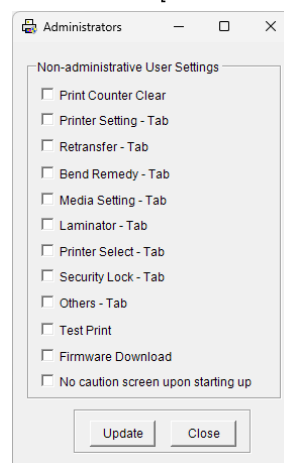 Administrators
Non-administrative User Settings
Print Counter Clear
Printer Setting - Tab
Retransfer - Tab
Bend Remedy - Tab
Media Setting - Tab
Laminator - Tab
Printer Select - Tab
Security Lock - Tab
Others - Tab
Test Print
Firmware Download
No caution screen upon starting up
Update Close